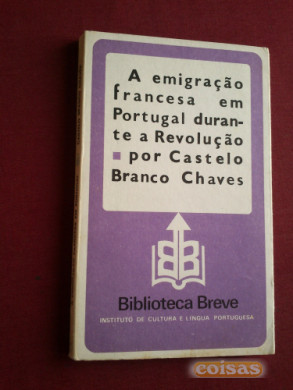 A emigração
francesa em
Portugal duran-
te a Revolução
por Castelo
Branco Chaves
BB
Biblioteca Breve
INSTITUTO DE CULTURA E LÍNGUA PORTUGUESA
coisas